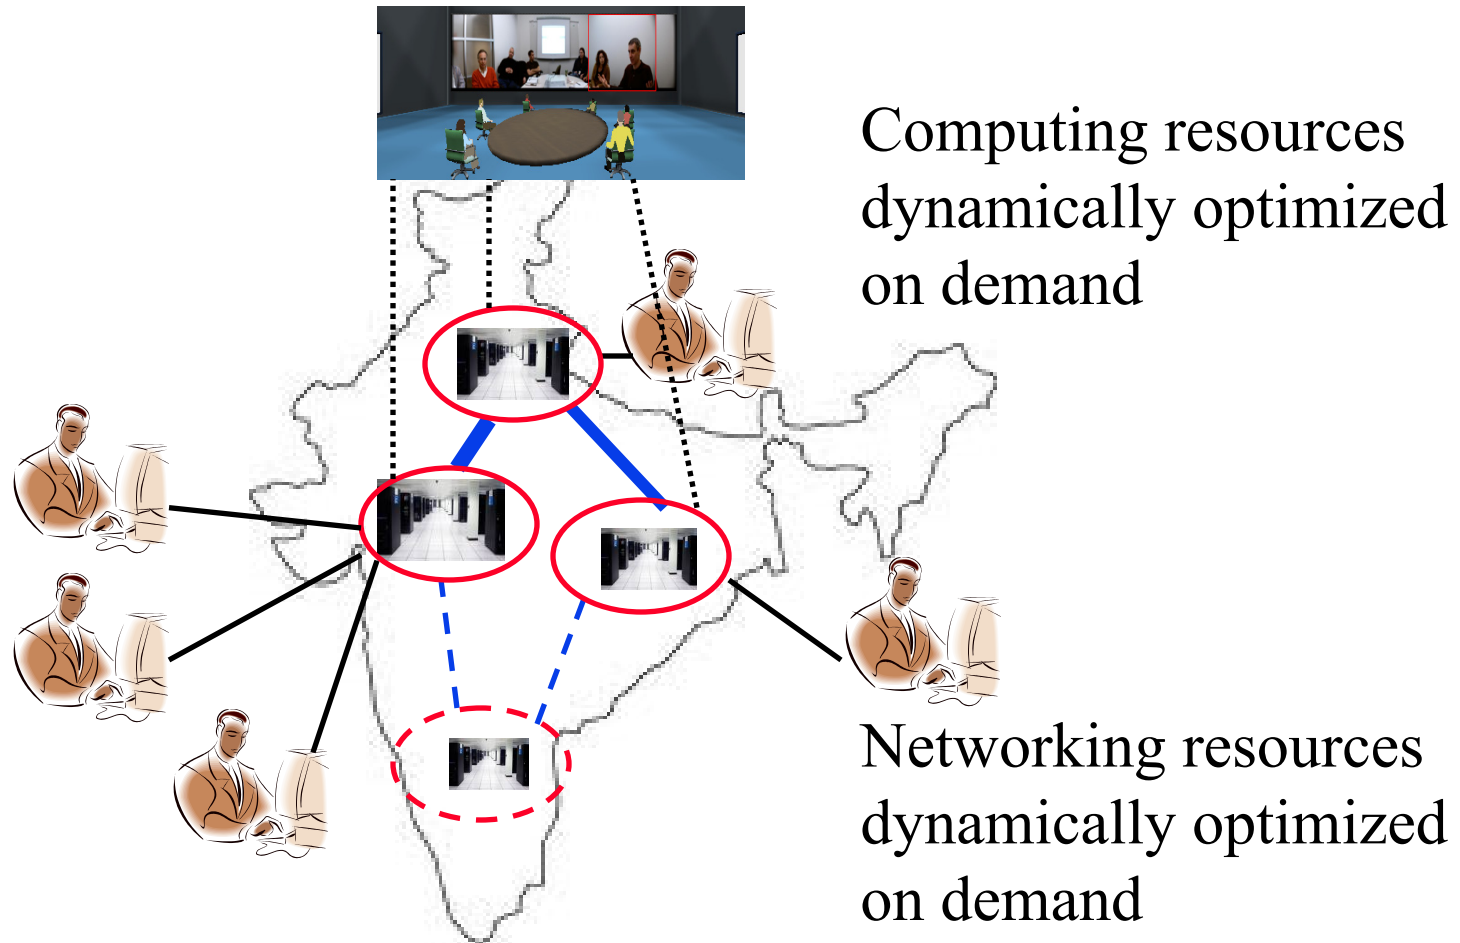 Computing resources
dynamically optimized
on demand
Networking resources
dynamically optimized
on demand